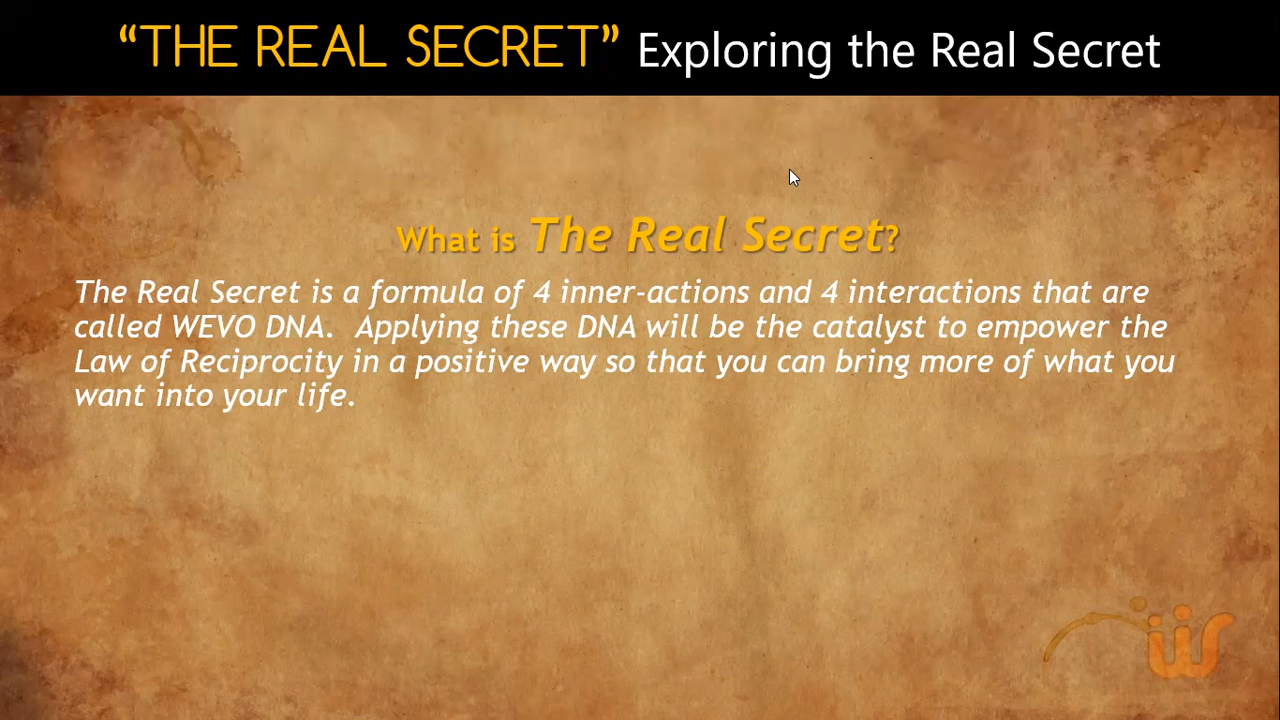 “THE REAL SECRET” Exploring the Real Secret
What is The Real Secret?
The Real Secret is a formula of 4 inner-actions and 4 interactions that are
called WEVO DNA.  Applying these DNA will be the catalyst to empower the
Law of Reciprocity in a positive way so that you can bring more of what you
want into your life.